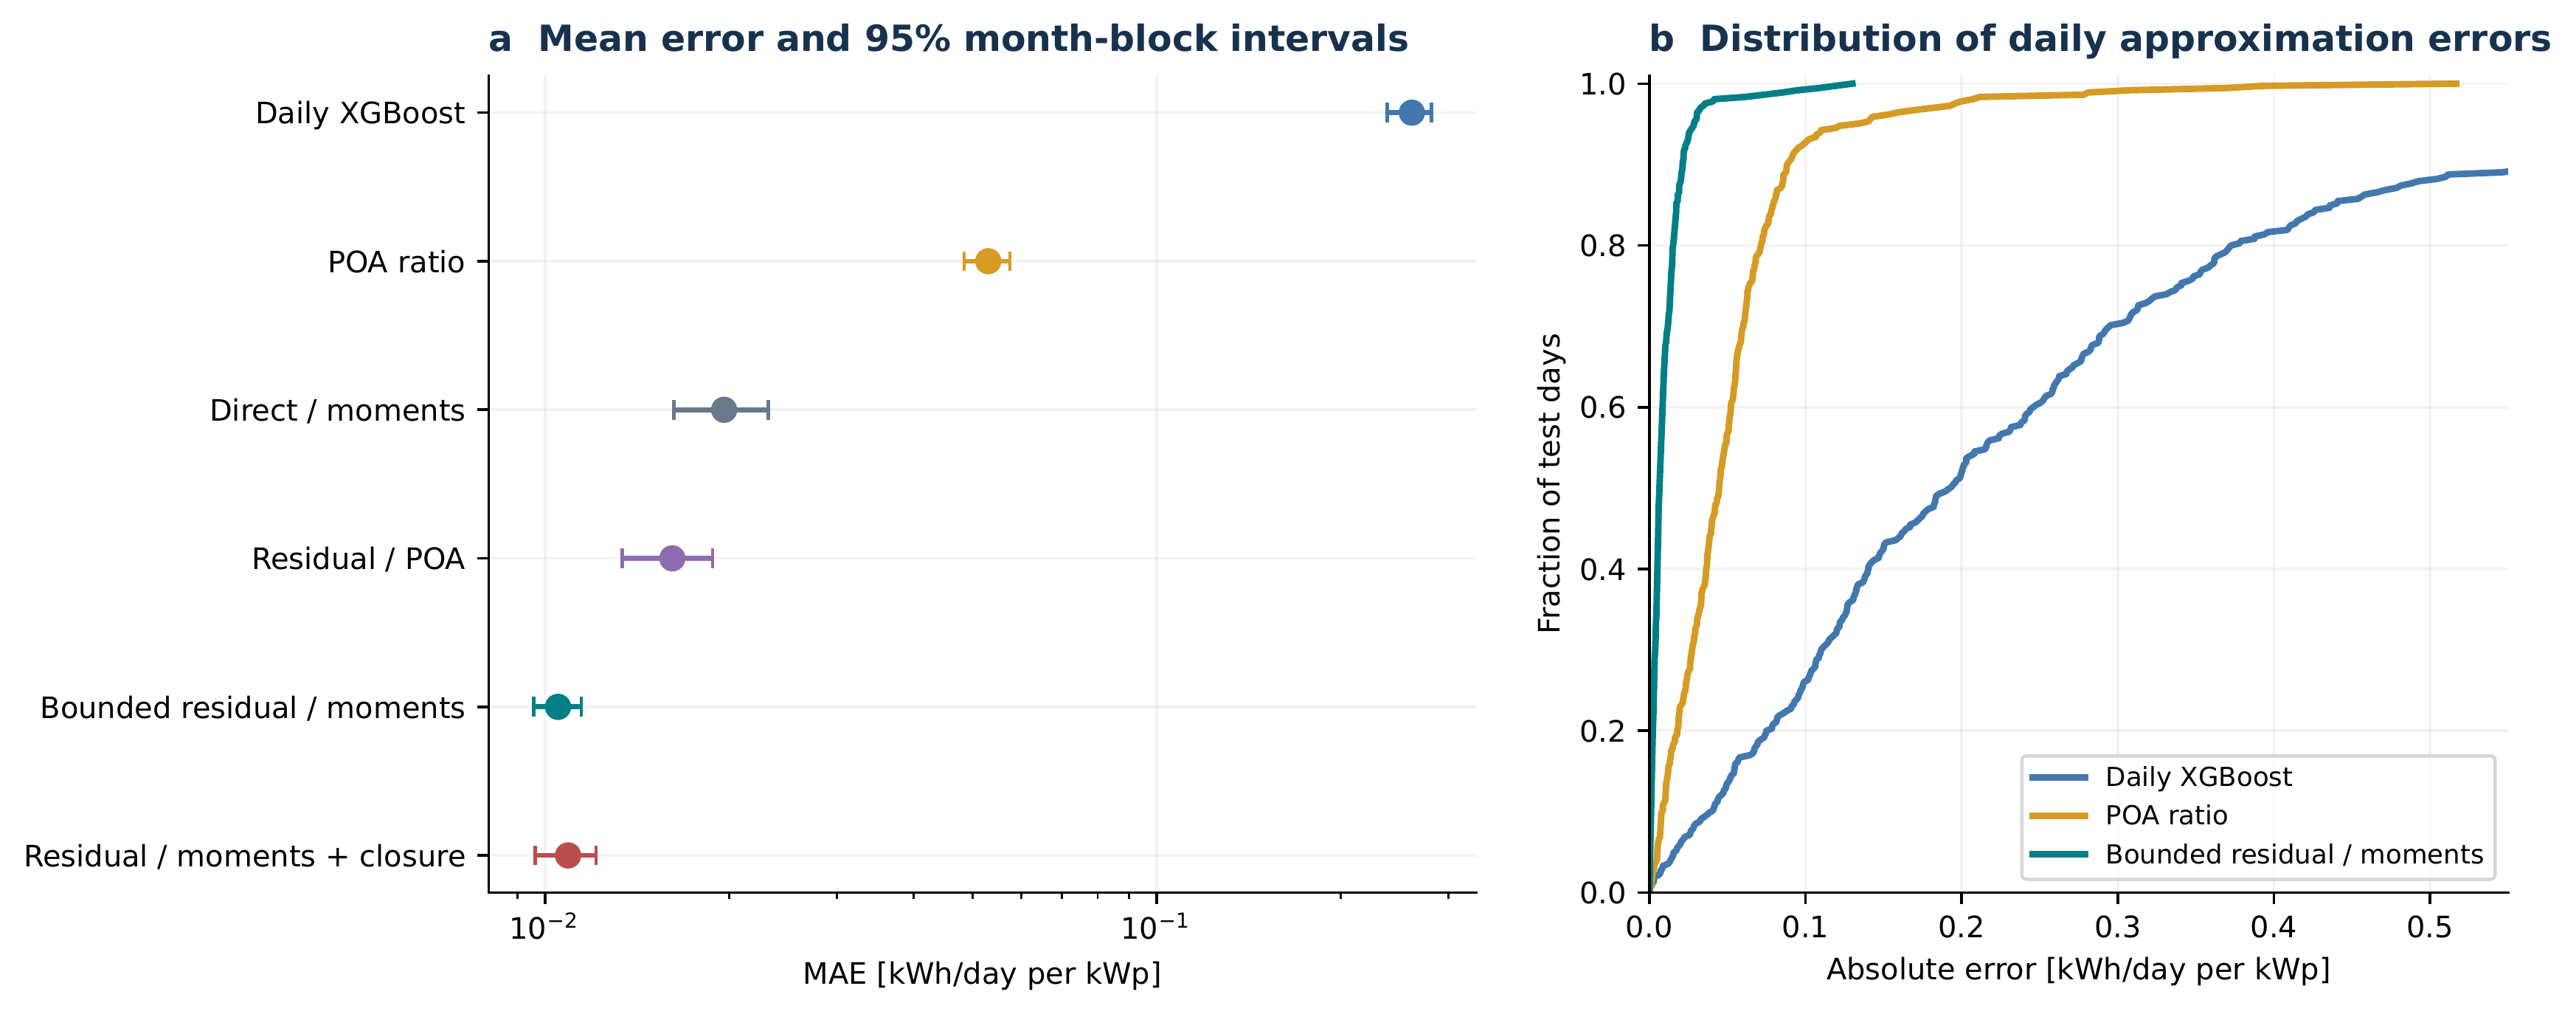 a Mean error and 95% month-block intervals
Daily XGBoost
POA ratio
Direct / moments
Residual / POA
Bounded residual / moments
Residual / moments + closure
10⁻²
10⁻¹
MAE [kWh/day per kWp]
b Distribution of daily approximation errors
Fraction of test days
1.0
0.8
0.6
0.4
0.2
0.0
0.0 0.1 0.2 0.3 0.4 0.5
Absolute error [kWh/day per kWp]
Daily XGBoost
POA ratio
Bounded residual / moments